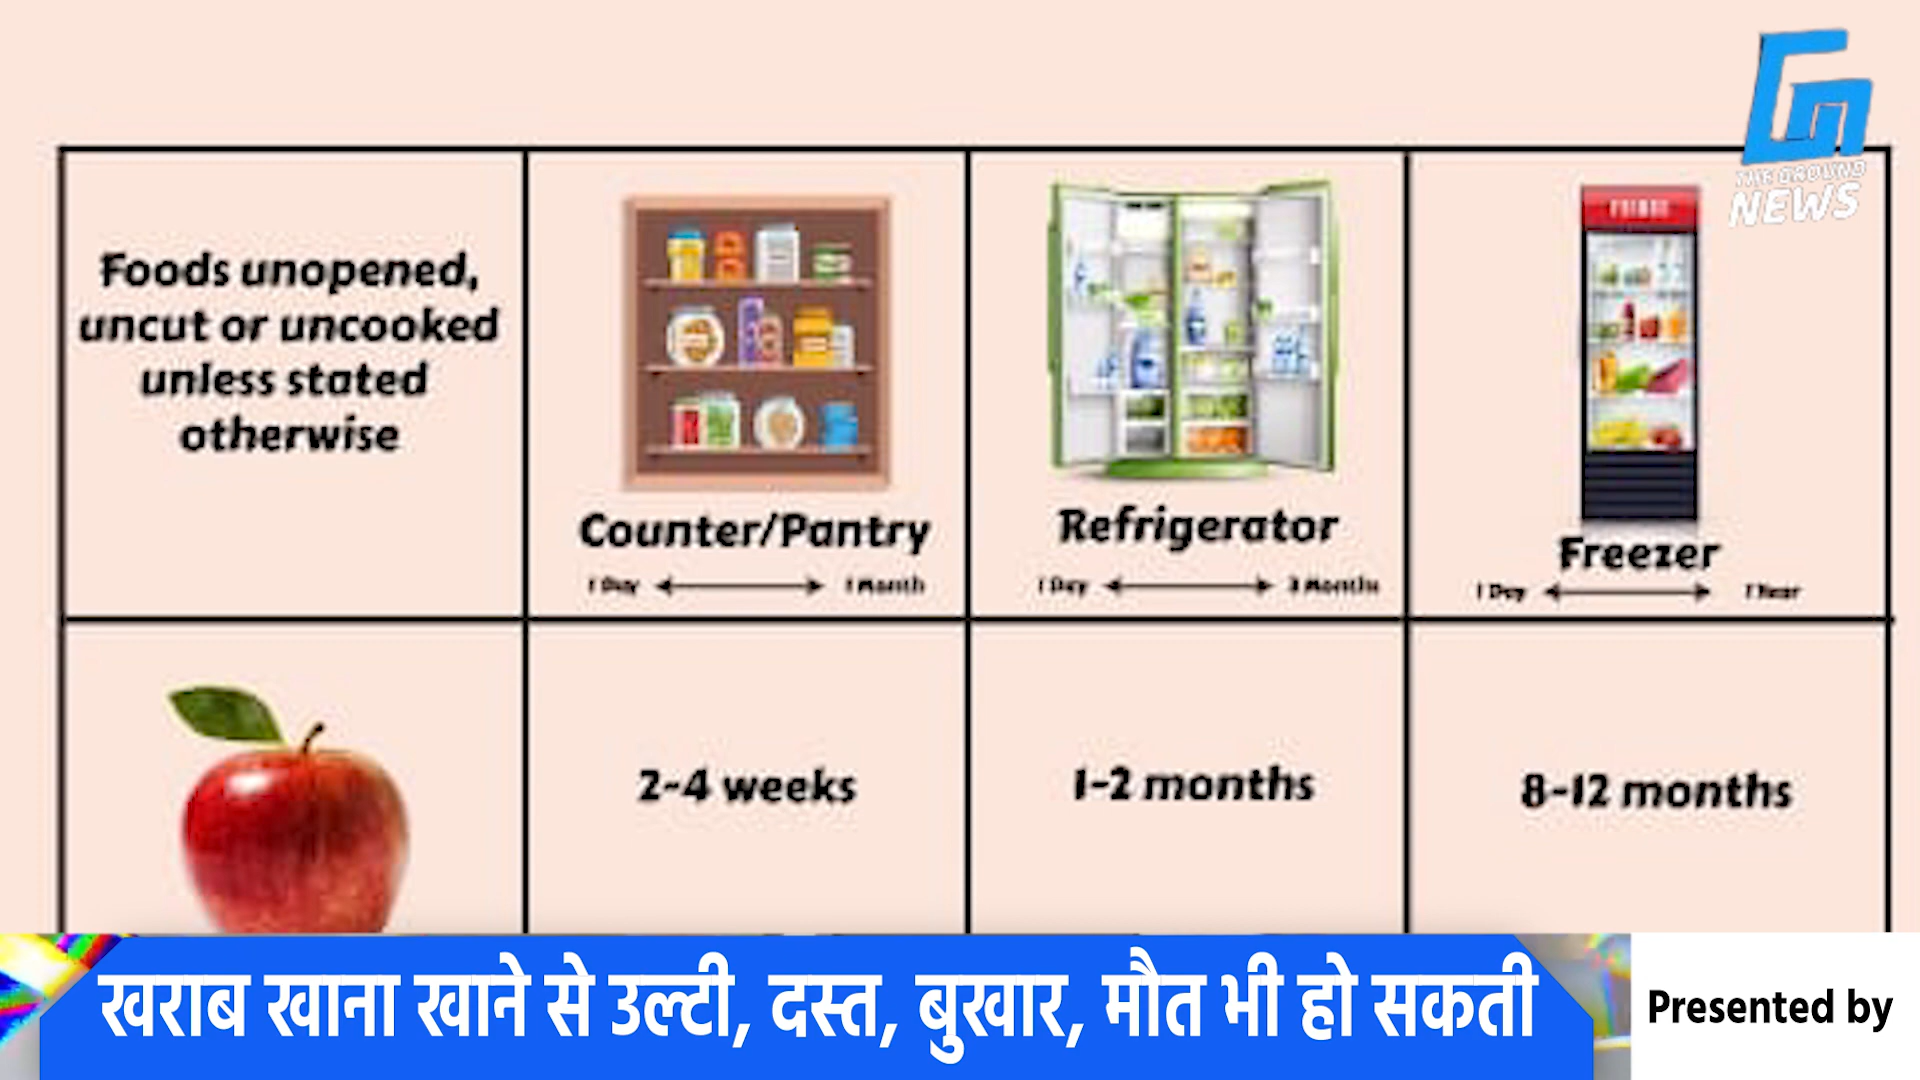 THE GROUND
NEWS
Foods unopened,
uncut or uncooked
unless stated
otherwise
Counter/Pantry
1 Day
1 Month
Refrigerator
1 Day
3 Months
Freezer
1 Day
1 Year
2-4 weeks
1-2 months
8-12 months
खराब खाना खाने से उल्टी, दस्त, बुखार, मौत भी हो सकती
Presented by